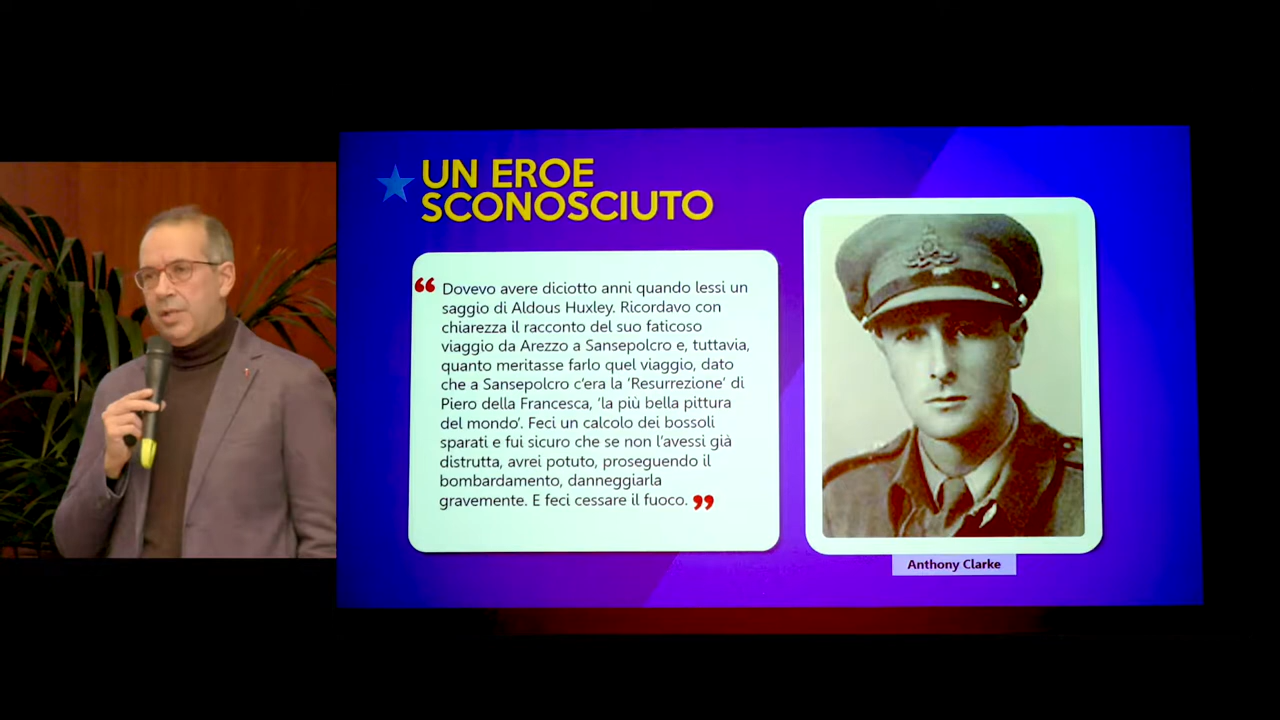 UN EROE
SCONOSCIUTO
“ Dovevo avere diciotto anni quando lessi un
saggio di Aldous Huxley. Ricordavo con
chiarezza il racconto del suo faticoso
viaggio da Arezzo a Sansepolcro e, tuttavia,
quanto meritasse farlo quel viaggio, dato
che a Sansepolcro c’era la ‘Resurrezione’ di
Piero della Francesca, ‘la più bella pittura
del mondo’. Feci un calcolo dei bossoli
sparati e fui sicuro che se non l’avessi già
distrutta, avrei potuto, proseguendo il
bombardamento, danneggiarla
gravemente. E feci cessare il fuoco. ”
Anthony Clarke